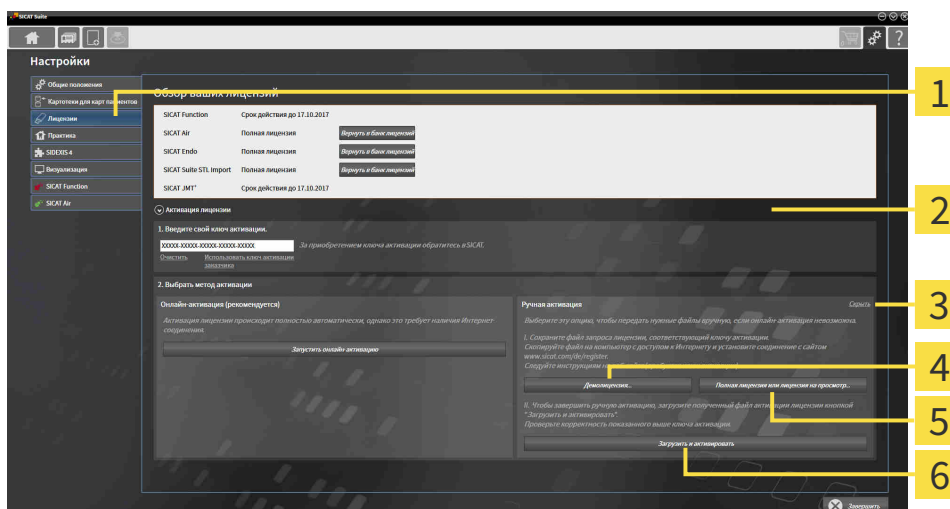 SICAT Suite
Настройки
Общие положения
Картотеки для карт пациентов
Лицензии
Практика
SIDEXIS 4
Визуализация
SICAT Function
SICAT Air
Обзор ваших лицензий
SICAT Function Срок действия до 17.10.2017
SICAT Air Полная лицензия Вернуть в банк лицензий
SICAT Endo Полная лицензия Вернуть в банк лицензий
SICAT Suite STL Import Полная лицензия Вернуть в банк лицензий
SICAT JMT⁺ Срок действия до 17.10.2017
Активация лицензии
1. Введите свой ключ активации.
XXXXX-XXXXX-XXXXX-XXXXX-XXXXX За приобретением ключа активации обратитесь в SICAT.
Очистить Использовать ключ активации
заказчика
2. Выбрать метод активации
Онлайн-активация (рекомендуется)
Активация лицензии происходит полностью автоматически, однако это требует наличия Интернет-
соединения.
Запустить онлайн-активацию
Ручная активация Скрыть
Выберите эту опцию, чтобы передать нужные файлы вручную, если онлайн-активация невозможна.
I. Сохраните файл запроса лицензии, соответствующий ключу активации.
Скопируйте файл на компьютер с доступом к Интернету и установите соединение с сайтом
www.sicat.com/de/register.
Следуйте инструкциям на
Демолицензия... Полная лицензия или лицензия на просмотр...
II. Чтобы завершить ручную активацию, загрузите полученный файл активации лицензии кнопкой
"Загрузить и активировать".
Проверьте корректность показанного выше ключа активации.
Загрузить и активировать
Завершить
1
2
3
4
5
6